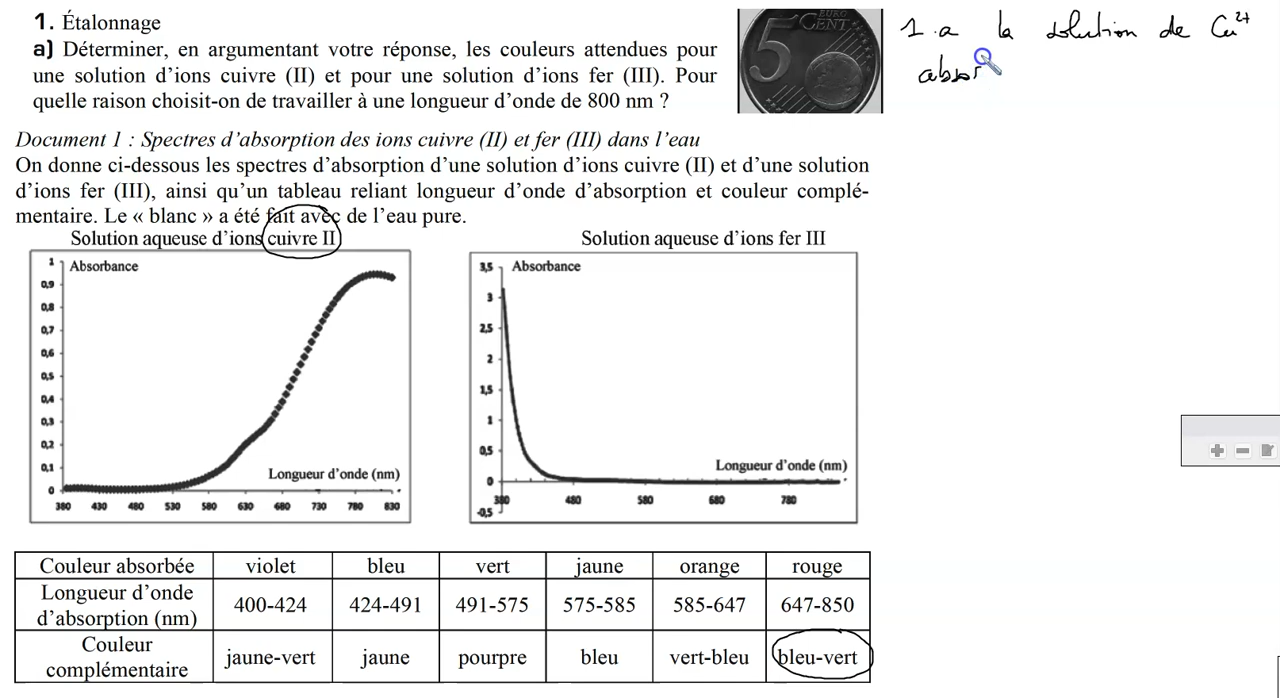 1. Étalonnage
a) Déterminer, en argumentant votre réponse, les couleurs attendues pour
une solution d'ions cuivre (II) et pour une solution d'ions fer (III). Pour
quelle raison choisit-on de travailler à une longueur d'onde de 800 nm ?
5 EURO CENT
1.a la solution de Cu²⁺
absor
Document 1 : Spectres d'absorption des ions cuivre (II) et fer (III) dans l'eau
On donne ci-dessous les spectres d'absorption d'une solution d'ions cuivre (II) et d'une solution
d'ions fer (III), ainsi qu'un tableau reliant longueur d'onde d'absorption et couleur complé-
mentaire. Le « blanc » a été fait avec de l'eau pure.
Solution aqueuse d'ions cuivre II
Absorbance
1
0,9
0,8
0,7
0,6
0,5
0,4
0,3
0,2
0,1
0
Longueur d'onde (nm)
380 430 480 530 580 630 680 730 780 830
Solution aqueuse d'ions fer III
Absorbance
3,5
3
2,5
2
1,5
1
0,5
0
-0,5
Longueur d'onde (nm)
380 480 580 680 780
Couleur absorbée violet bleu vert jaune orange rouge
Longueur d'onde
d'absorption (nm) 400-424 424-491 491-575 575-585 585-647 647-850
Couleur
complémentaire jaune-vert jaune pourpre bleu vert-bleu bleu-vert